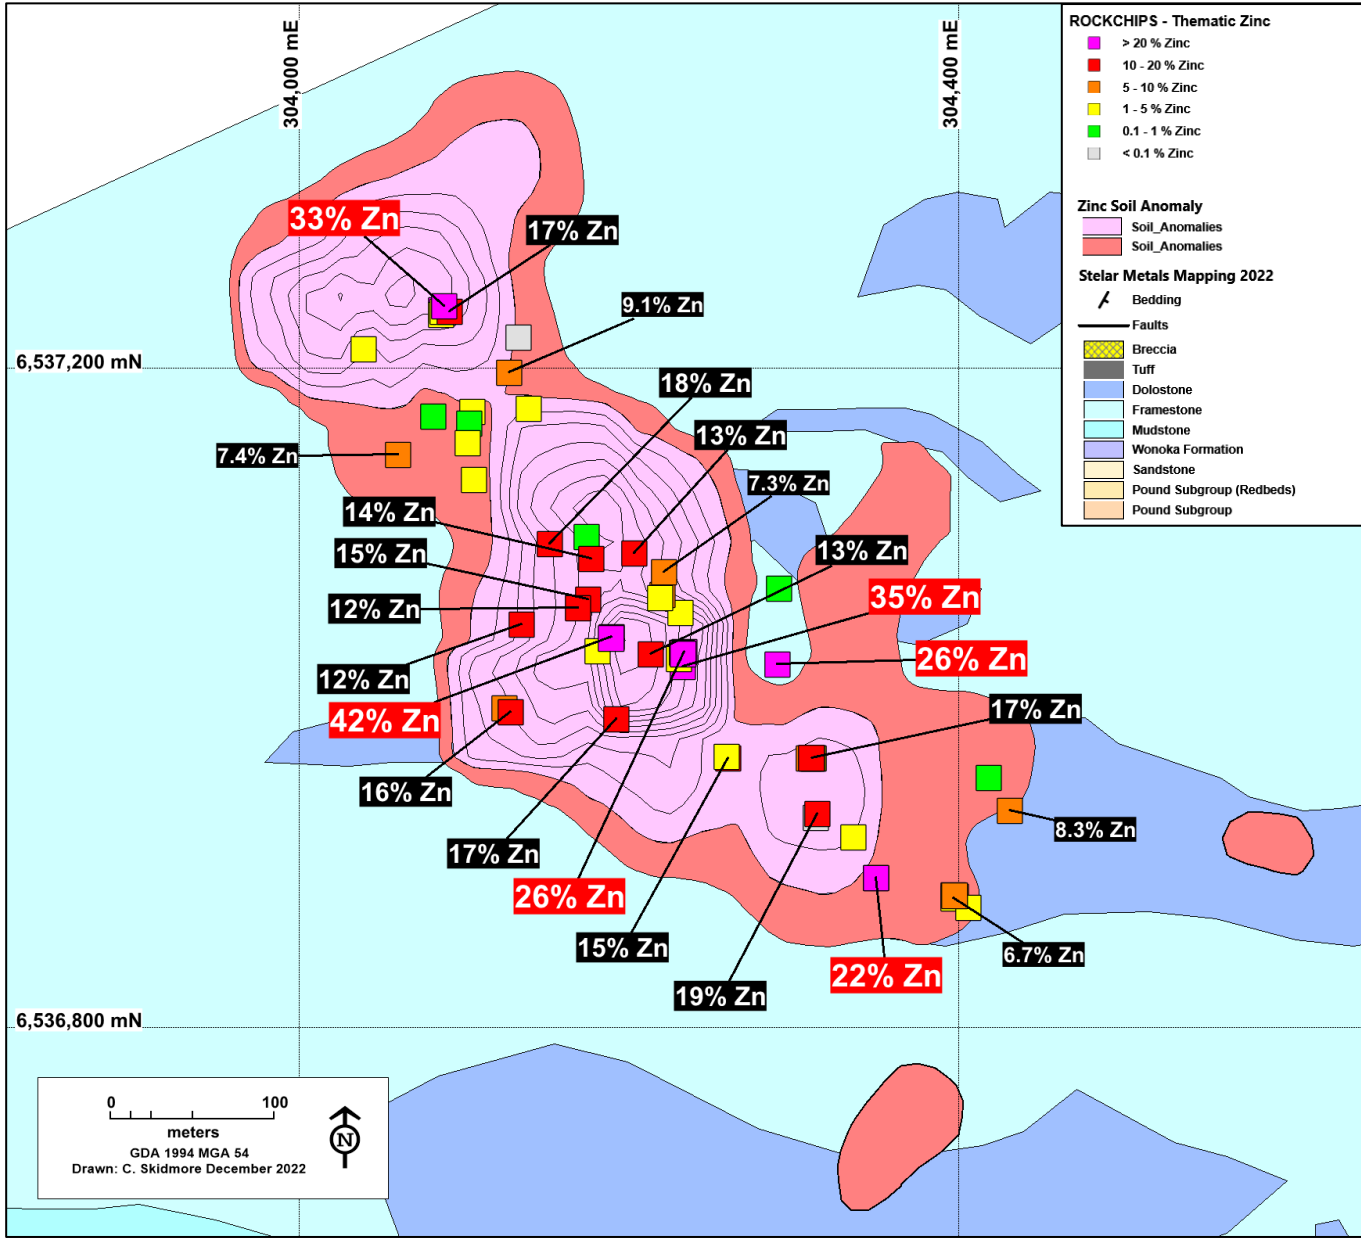 304,000 mE
304,400 mE
ROCKCHIPS - Thematic Zinc
> 20 % Zinc
10 - 20 % Zinc
5 - 10 % Zinc
1 - 5 % Zinc
0.1 - 1 % Zinc
< 0.1 % Zinc
Zinc Soil Anomaly
Soil_Anomalies
Soil_Anomalies
Stelar Metals Mapping 2022
Bedding
Faults
Breccia
Tuff
Dolostone
Framestone
Mudstone
Wonoka Formation
Sandstone
Pound Subgroup (Redbeds)
Pound Subgroup
33% Zn
17% Zn
9.1% Zn
6,537,200 mN
18% Zn
13% Zn
7.4% Zn
7.3% Zn
14% Zn
15% Zn
13% Zn
12% Zn
35% Zn
26% Zn
12% Zn
42% Zn
17% Zn
16% Zn
8.3% Zn
17% Zn
26% Zn
15% Zn
6.7% Zn
22% Zn
19% Zn
6,536,800 mN
0 100
meters
GDA 1994 MGA 54
Drawn: C. Skidmore December 2022
N